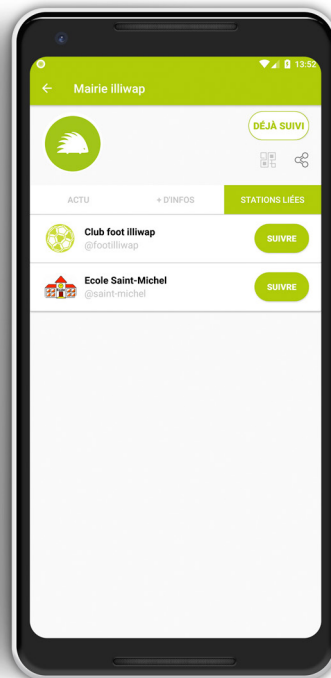 13:52
Mairie illiwap
DÉJÀ SUIVI
ACTU
+ D'INFOS
STATIONS LIÉES
Club foot illiwap
@footilliwap
SUIVRE
Ecole Saint-Michel
@saint-michel
SUIVRE